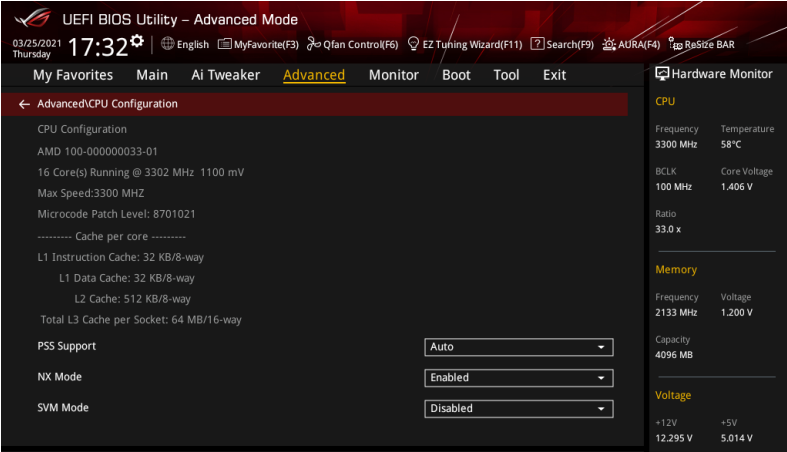 UEFI BIOS Utility – Advanced Mode
03/25/2021 Thursday 17:32 English MyFavorite(F3) Qfan Control(F6) EZ Tuning Wizard(F11) Search(F9) AURA(F4) ReSize BAR
My Favorites Main Ai Tweaker Advanced Monitor Boot Tool Exit
Advanced\CPU Configuration
CPU Configuration
AMD 100-000000033-01
16 Core(s) Running @ 3302 MHz 1100 mV
Max Speed:3300 MHZ
Microcode Patch Level: 8701021
--------- Cache per core ---------
L1 Instruction Cache: 32 KB/8-way
L1 Data Cache: 32 KB/8-way
L2 Cache: 512 KB/8-way
Total L3 Cache per Socket: 64 MB/16-way
PSS Support Auto
NX Mode Enabled
SVM Mode Disabled
Hardware Monitor
CPU
Frequency Temperature
3300 MHz 58°C
BCLK Core Voltage
100 MHz 1.406 V
Ratio
33.0 x
Memory
Frequency Voltage
2133 MHz 1.200 V
Capacity
4096 MB
Voltage
+12V +5V
12.295 V 5.014 V